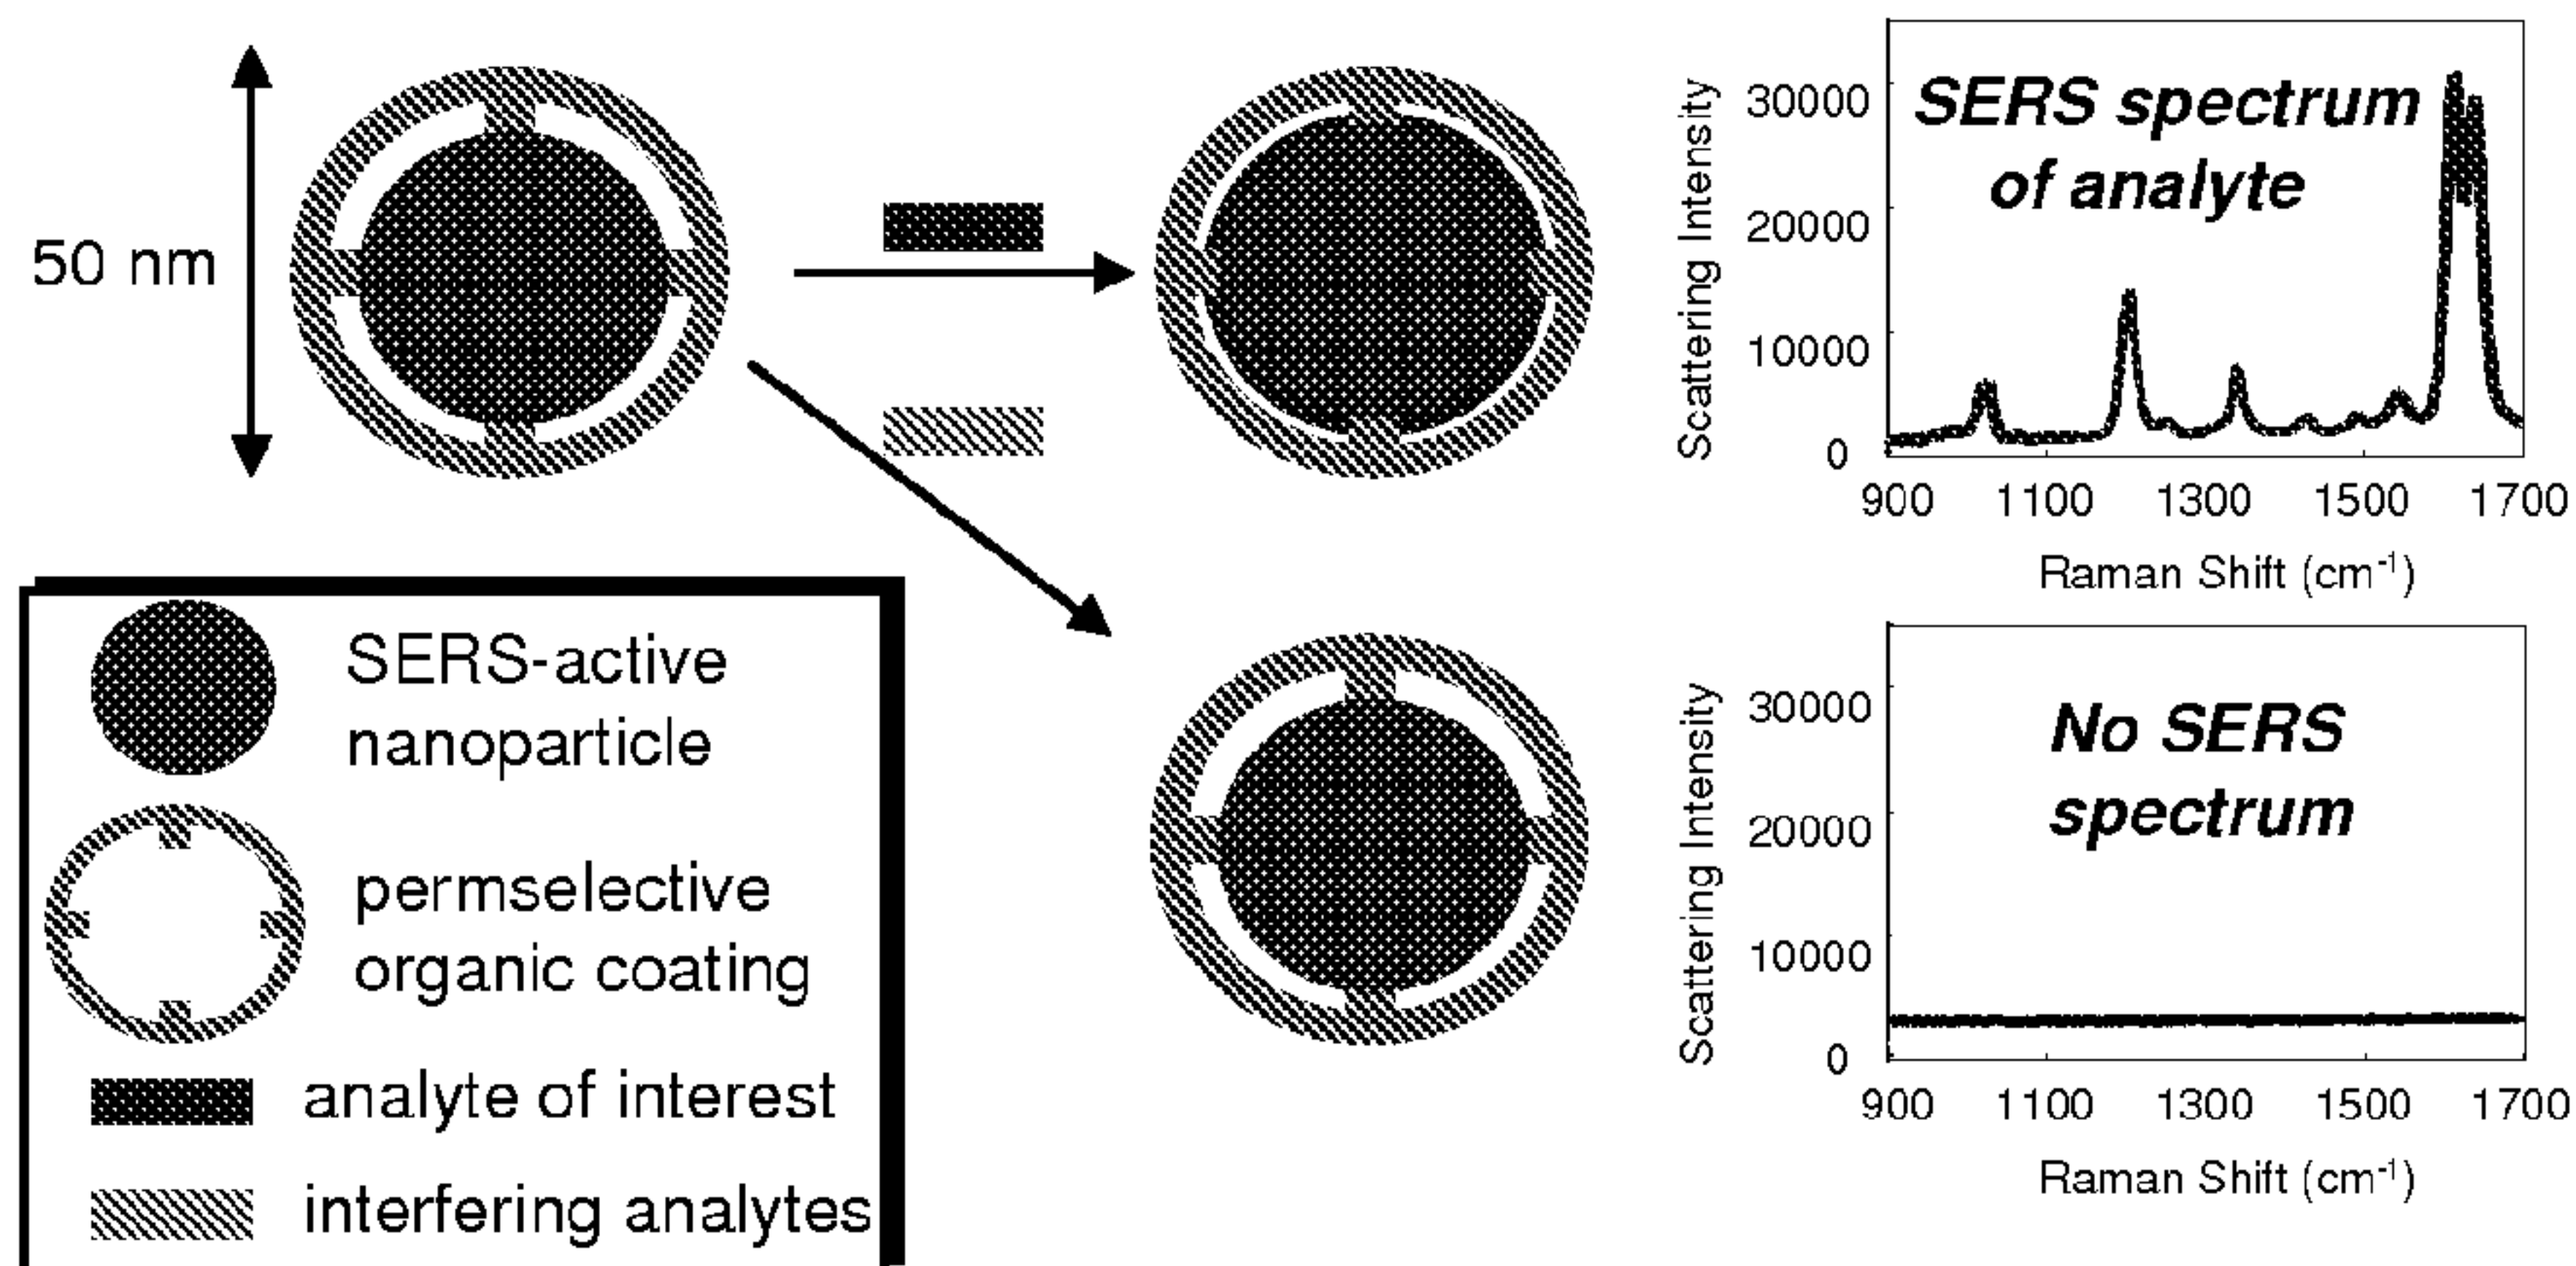 50 nm
SERS-active
nanoparticle
permselective
organic coating
analyte of interest
interfering analytes
SERS spectrum
of analyte
Scattering Intensity
30000
20000
10000
0
900 1100 1300 1500 1700
Raman Shift (cm-1)
No SERS
spectrum
Scattering Intensity
30000
20000
10000
0
900 1100 1300 1500 1700
Raman Shift (cm-1)